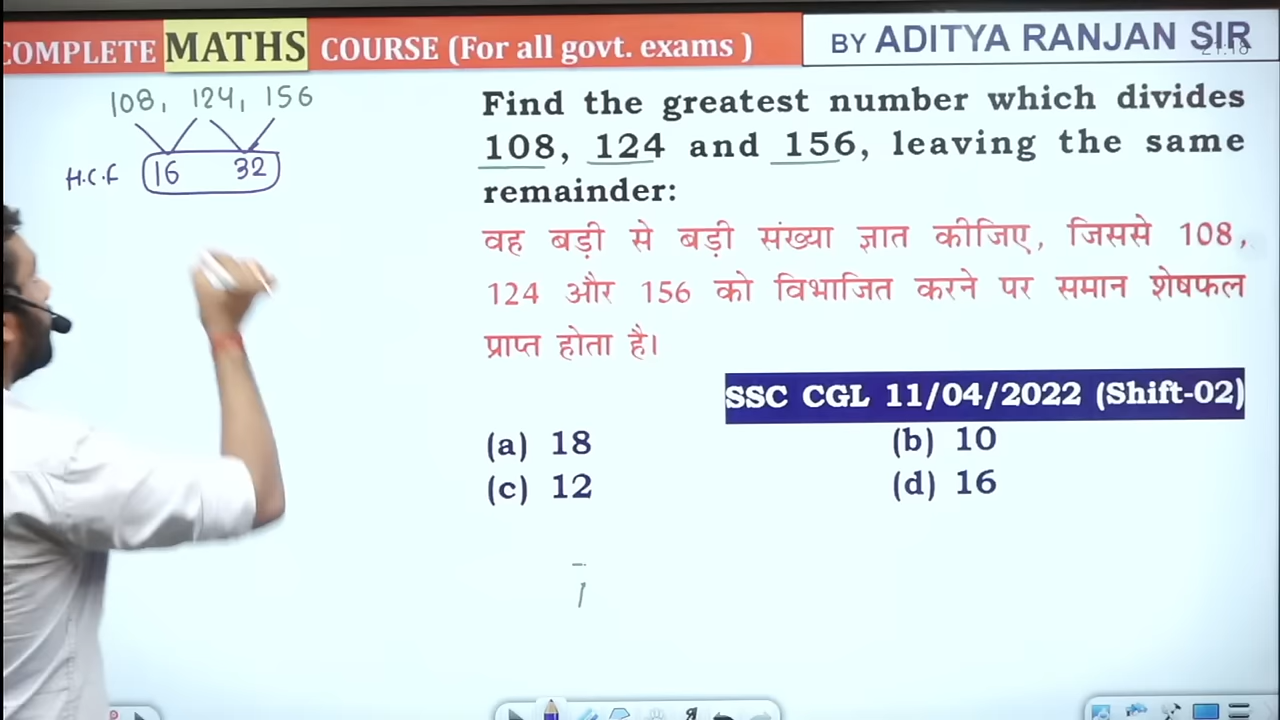 COMPLETE MATHS COURSE (For all govt. exams )
BY ADITYA RANJAN SIR
21:18
108, 124, 156
H.C.F 16 32
Find the greatest number which divides
108, 124 and 156, leaving the same
remainder:
वह बड़ी से बड़ी संख्या ज्ञात कीजिए, जिससे 108,
124 और 156 को विभाजित करने पर समान शेषफल
प्राप्त होता है।
SSC CGL 11/04/2022 (Shift-02)
(a) 18
(b) 10
(c) 12
(d) 16